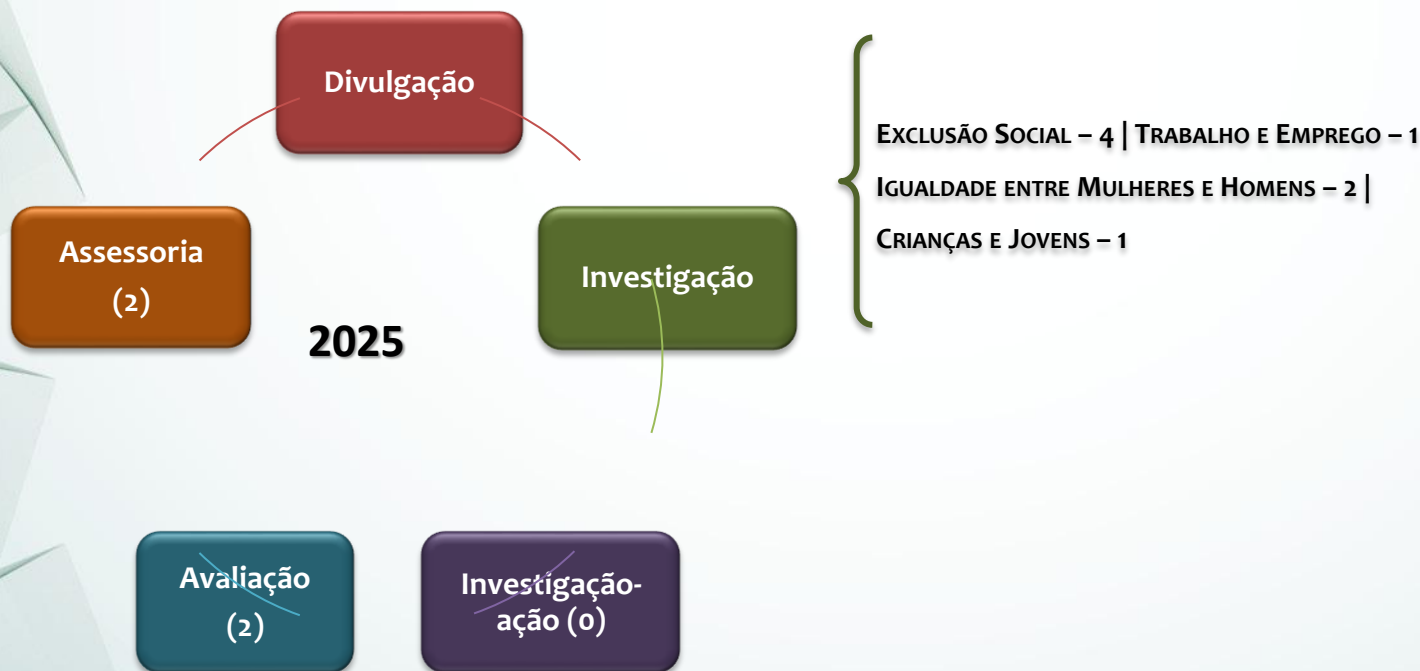 Divulgação
Exclusão Social – 4 | Trabalho e Emprego – 1
Igualdade entre Mulheres e Homens – 2 |
Crianças e Jovens – 1
Assessoria
(2)
Investigação
2025
Avaliação
(2)
Investigação-
ação (0)